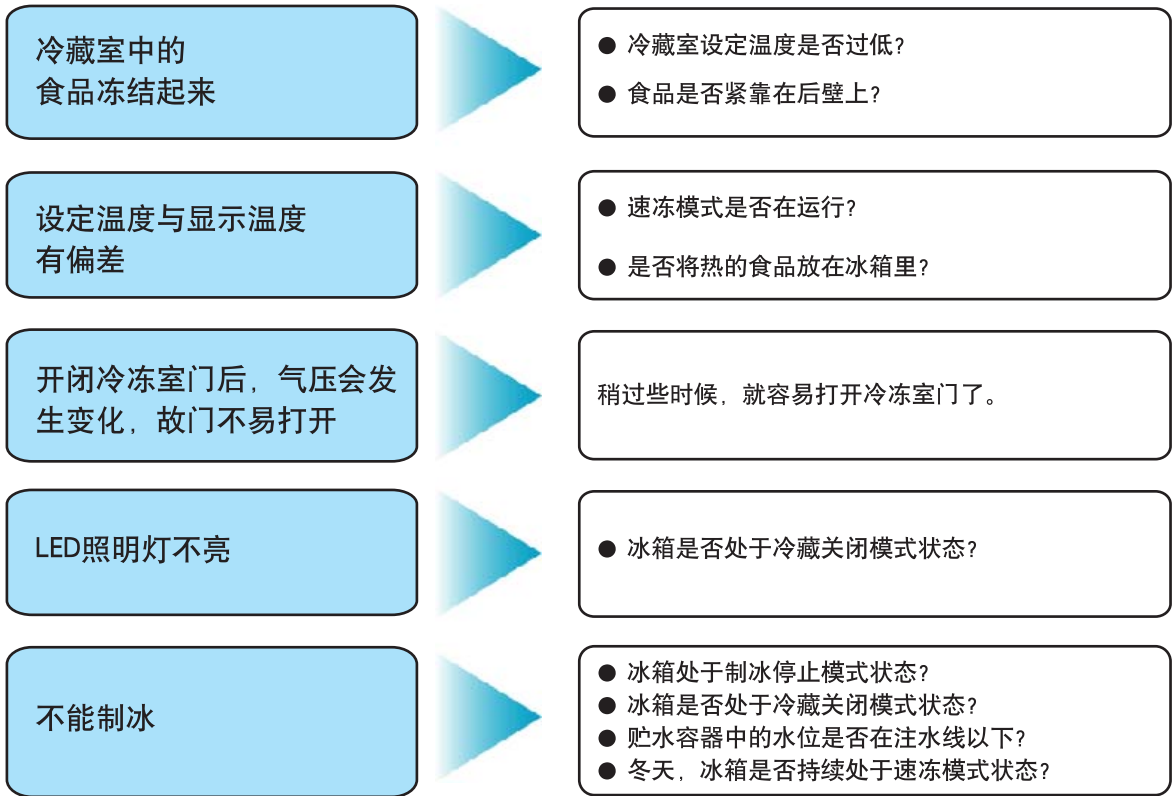 冷藏室中的
食品冻结起来
● 冷藏室设定温度是否过低?
● 食品是否紧靠在后壁上?
设定温度与显示温度
有偏差
● 速冻模式是否在运行?
● 是否将热的食品放在冰箱里?
开闭冷冻室门后，气压会发
生变化，故门不易打开
稍过些时候，就容易打开冷冻室门了。
LED照明灯不亮
● 冰箱是否处于冷藏关闭模式状态?
不能制冰
● 冰箱处于制冰停止模式状态?
● 冰箱是否处于冷藏关闭模式状态?
● 贮水容器中的水位是否在注水线以下?
● 冬天，冰箱是否持续处于速冻模式状态?